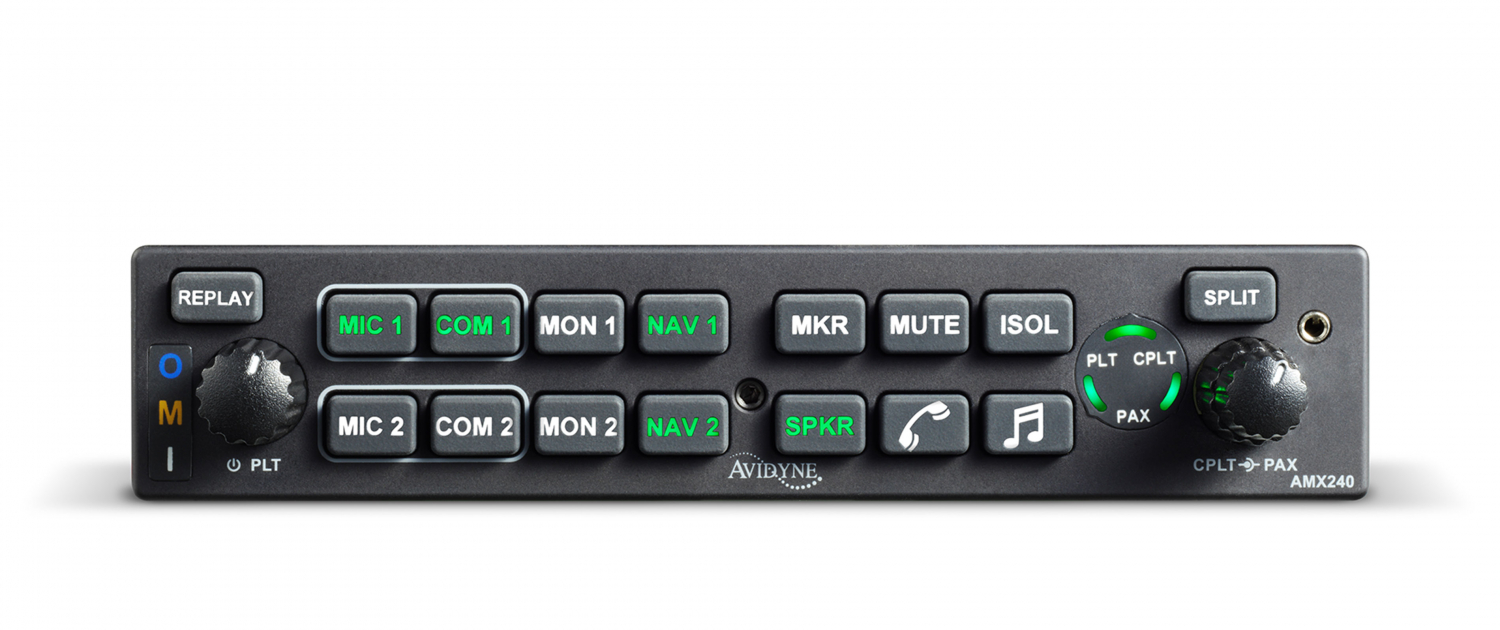 REPLAY
MIC 1
COM 1
MON 1
NAV 1
MKR
MUTE
ISOL
SPLIT
O
M
I
PLT
MIC 2
COM 2
MON 2
NAV 2
SPKR
PLT CPLT
PAX
AVIDYNE
CPLT PAX
AMX240